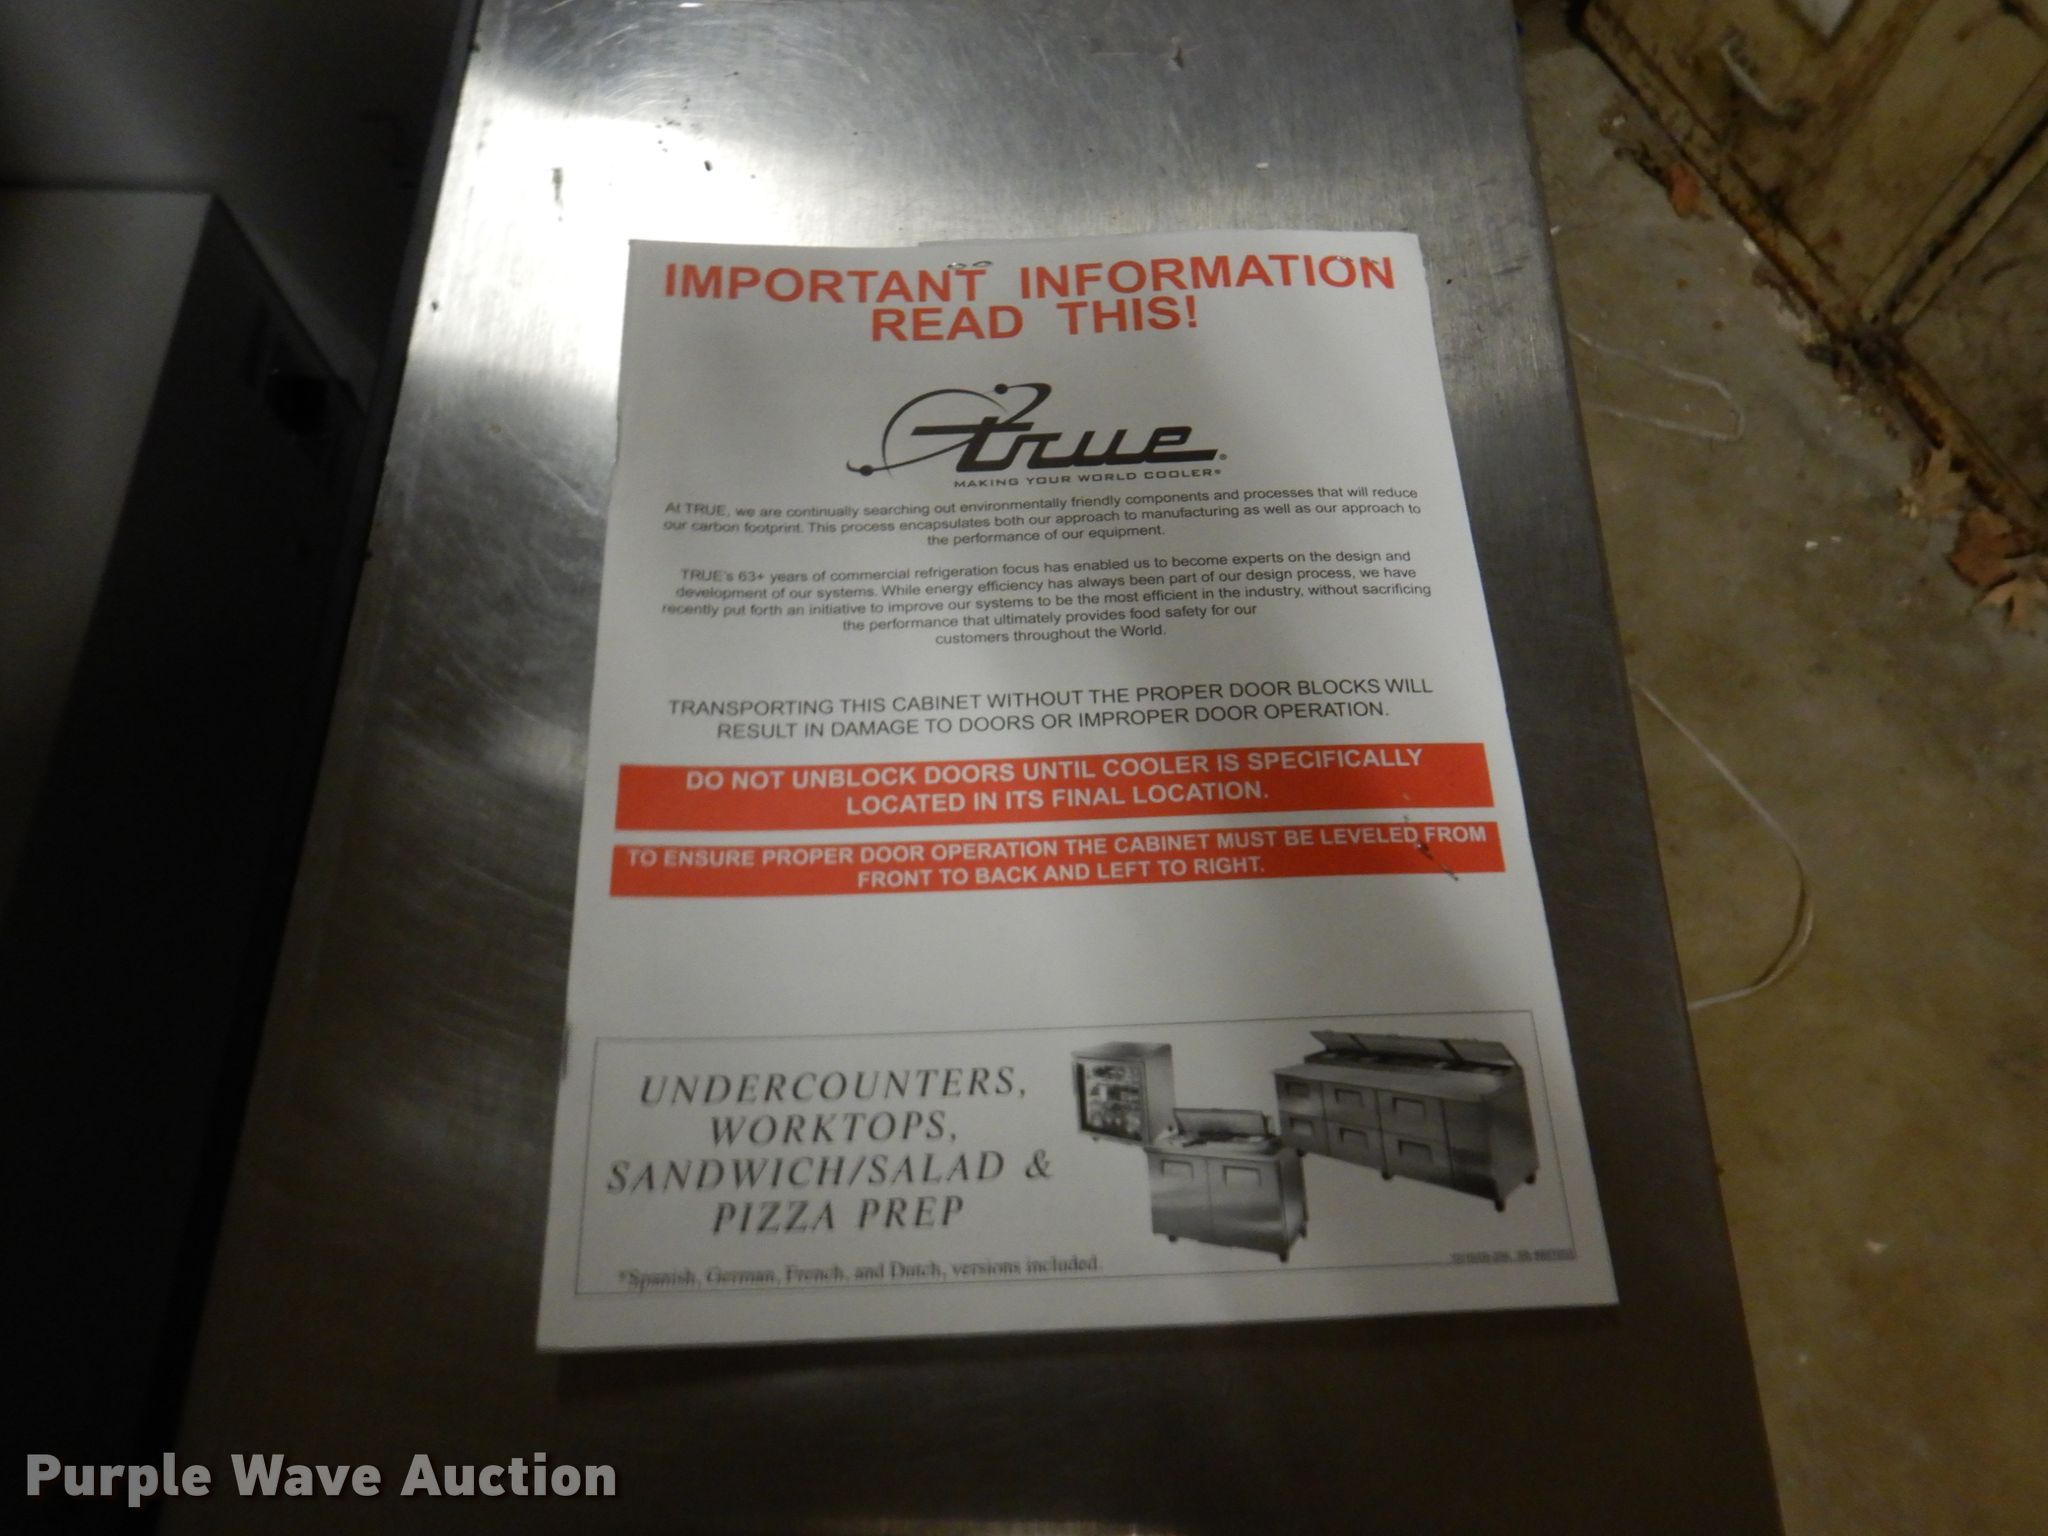 IMPORTANT INFORMATION
READ THIS!
true®
MAKING YOUR WORLD COOLER®
At TRUE, we are continually searching out environmentally friendly components and processes that will reduce
our carbon footprint. This process encapsulates both our approach to manufacturing as well as our approach to
the performance of our equipment.
TRUE's 63+ years of commercial refrigeration focus has enabled us to become experts on the design and
development of our systems. While energy efficiency has always been part of our design process, we have
recently put forth an initiative to improve our systems to be the most efficient in the industry, without sacrificing
the performance that ultimately provides food safety for our
customers throughout the World.
TRANSPORTING THIS CABINET WITHOUT THE PROPER DOOR BLOCKS WILL
RESULT IN DAMAGE TO DOORS OR IMPROPER DOOR OPERATION.
DO NOT UNBLOCK DOORS UNTIL COOLER IS SPECIFICALLY
LOCATED IN ITS FINAL LOCATION.
TO ENSURE PROPER DOOR OPERATION THE CABINET MUST BE LEVELED FROM
FRONT TO BACK AND LEFT TO RIGHT.
UNDERCOUNTERS,
WORKTOPS,
SANDWICH/SALAD &
PIZZA PREP
*Spanish, German, French, and Dutch, versions included.
Purple Wave Auction